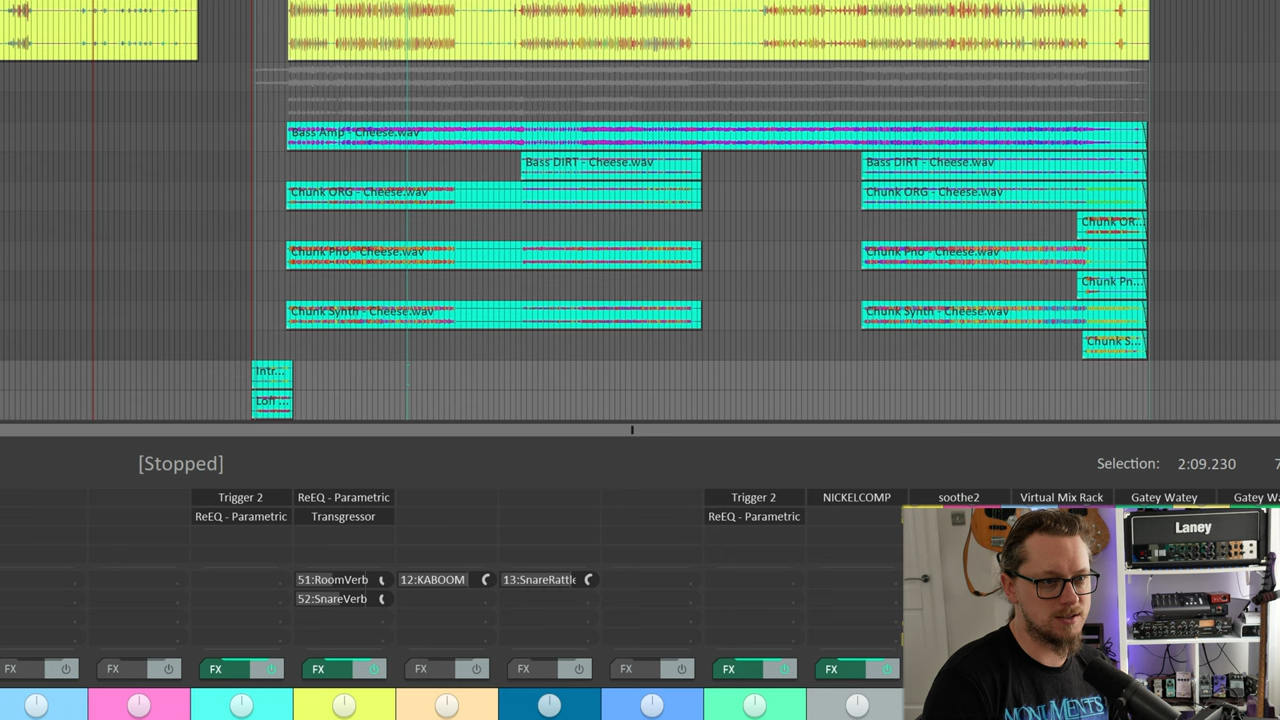 Bass Amp - Cheese.wav
Bass DIRT - Cheese.wav
Bass DIRT - Cheese.wav
Chunk ORG - Cheese.wav
Chunk ORG - Cheese.wav
Chunk OR...
Chunk Pno - Cheese.wav
Chunk Pno - Cheese.wav
Chunk Pn...
Chunk Synth - Cheese.wav
Chunk Synth - Cheese.wav
Chunk S...
Intr...
Lofi ...
[Stopped]
Selection: 2:09.230
Trigger 2
ReEQ - Parametric
Trigger 2
NICKELCOMP
soothe2
Virtual Mix Rack
Gatey Watey
Gatey Wa
ReEQ - Parametric
Transgressor
ReEQ - Parametric
51:RoomVerb
12:KABOOM
13:SnareRattle
52:SnareVerb
FX
FX
FX
FX
FX
FX
FX
FX
FX
Laney
MONUMENTS